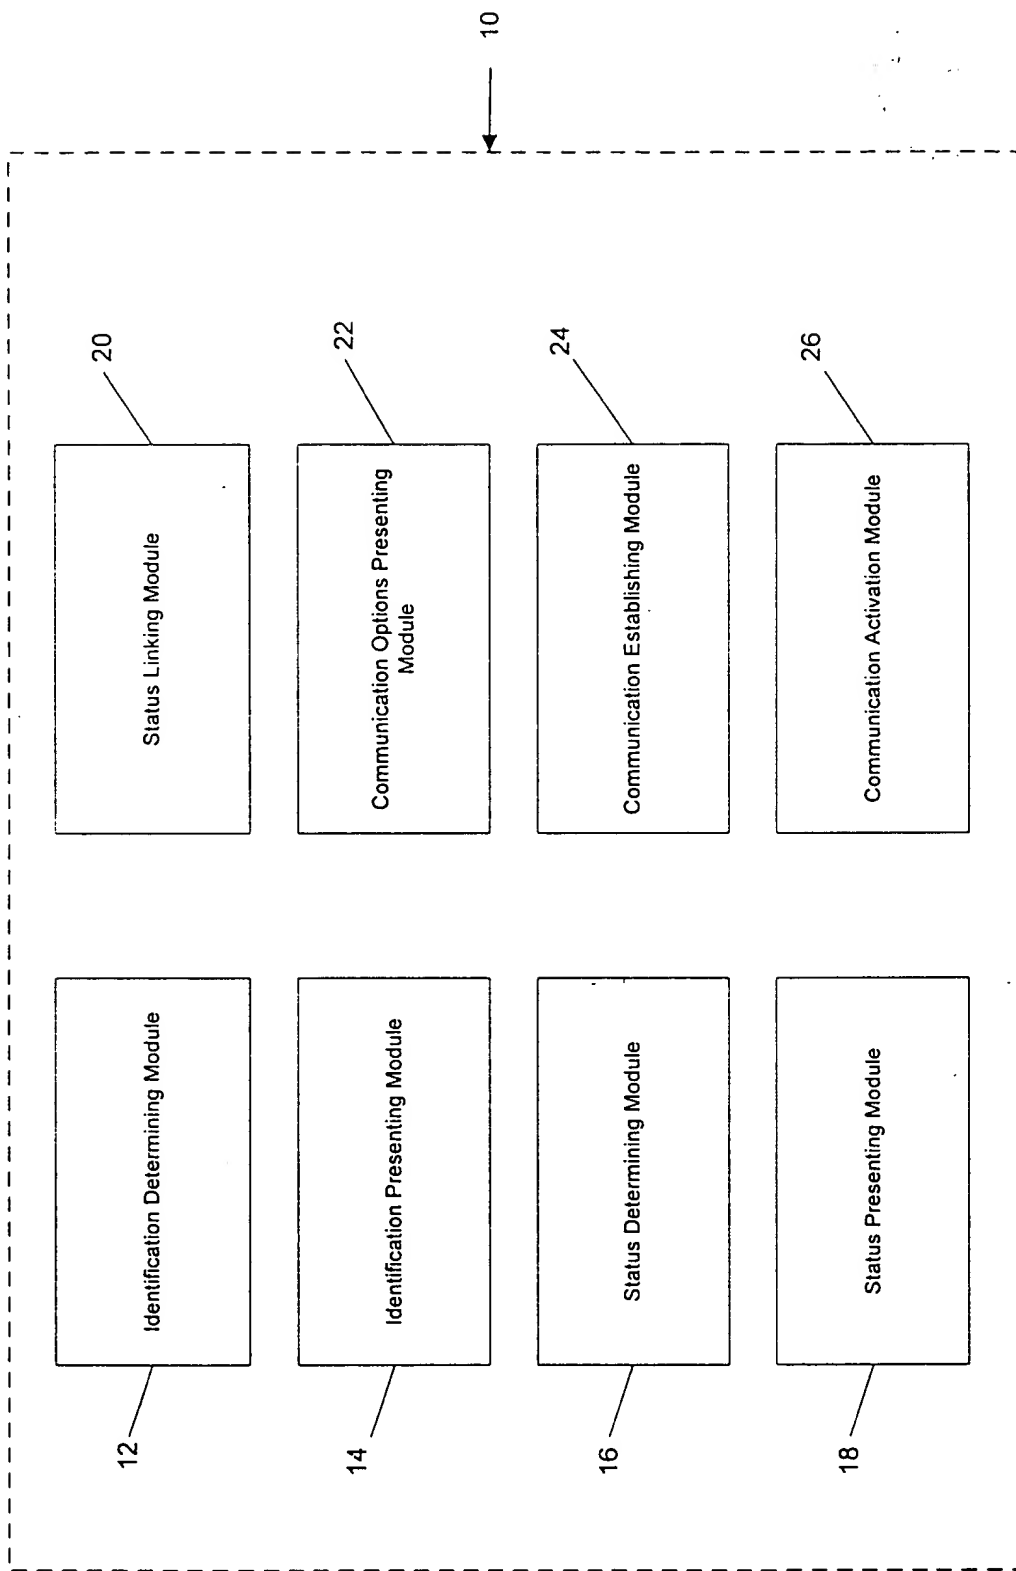 10
12
Identification Determining Module
20
Status Linking Module
14
Identification Presenting Module
22
Communication Options Presenting
Module
16
Status Determining Module
24
Communication Establishing Module
18
Status Presenting Module
26
Communication Activation Module